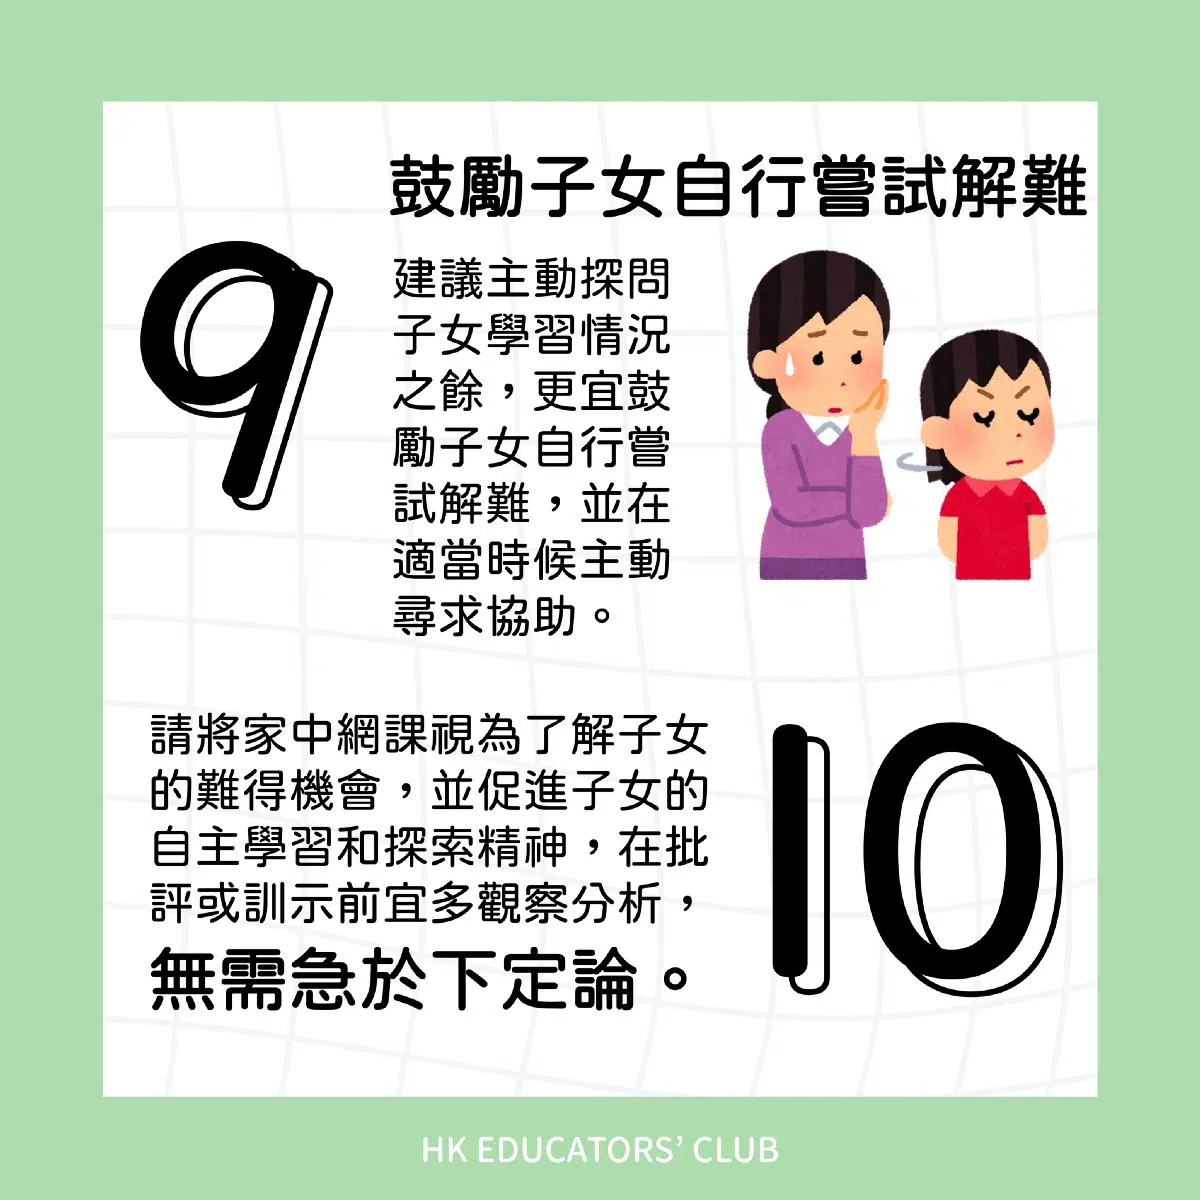 9
鼓勵子女自行嘗試解難
建議主動探問
子女學習情況
之餘，更宜鼓
勵子女自行嘗
試解難，並在
適當時候主動
尋求協助。
10
請將家中網課視為了解子女
的難得機會，並促進子女的
自主學習和探索精神，在批
評或訓示前宜多觀察分析，
無需急於下定論。
HK EDUCATORS’ CLUB